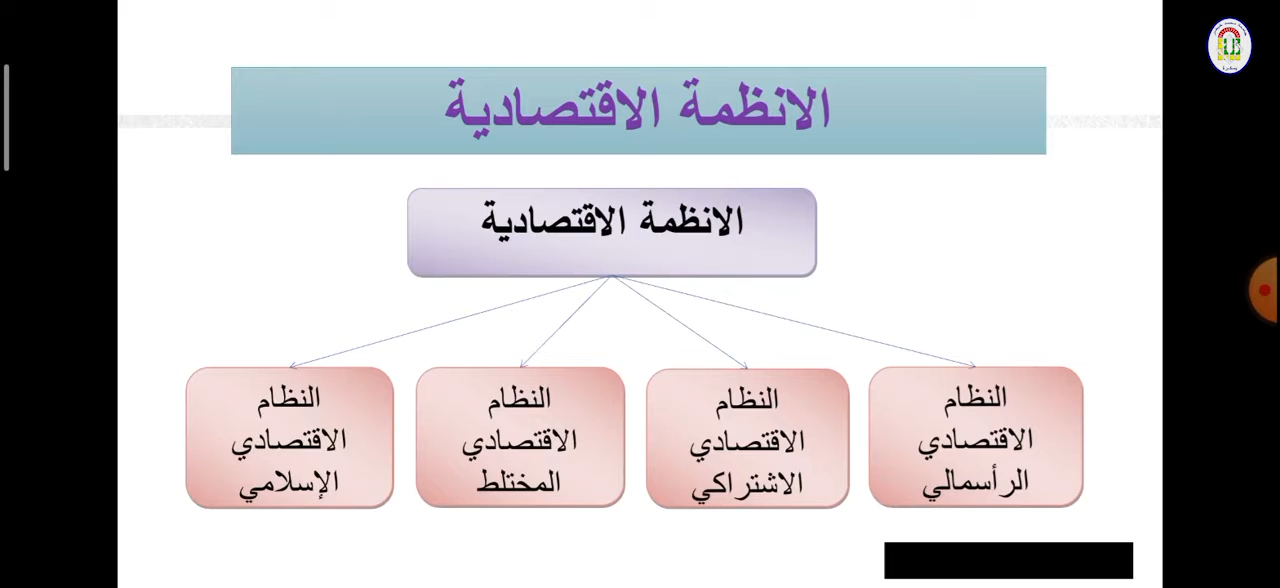 الانظمة الاقتصادية
الانظمة الاقتصادية
النظام
الاقتصادي
الرأسمالي
النظام
الاقتصادي
الاشتراكي
النظام
الاقتصادي
المختلط
النظام
الاقتصادي
الإسلامي